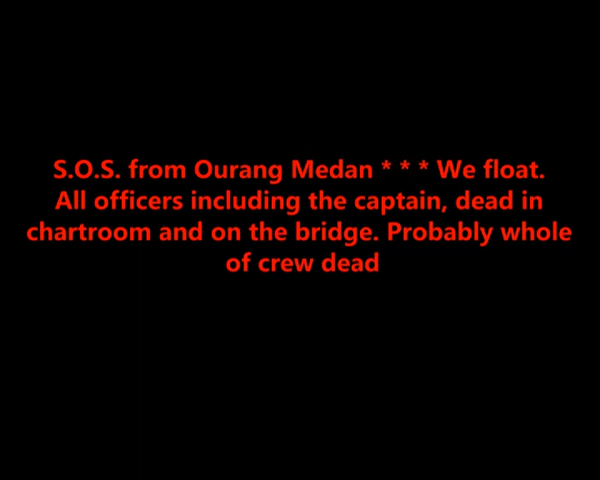 S.O.S. from Ourang Medan * * * We float.
All officers including the captain, dead in
chartroom and on the bridge. Probably whole
of crew dead